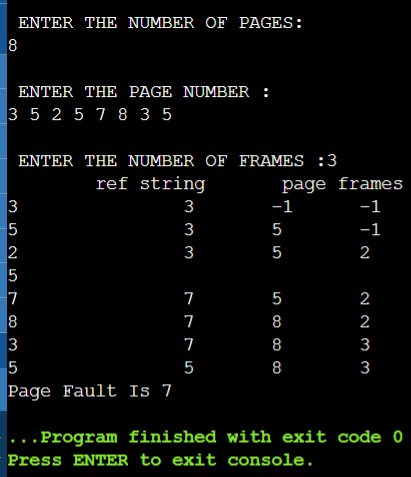 ENTER THE NUMBER OF PAGES:
8
ENTER THE PAGE NUMBER :
3 5 2 5 7 8 3 5
ENTER THE NUMBER OF FRAMES :3
ref string page frames
3 3 -1 -1
5 3 5 -1
2 3 5 2
5
7 7 5 2
8 7 8 2
3 7 8 3
5 5 8 3
Page Fault Is 7
...Program finished with exit code 0
Press ENTER to exit console.